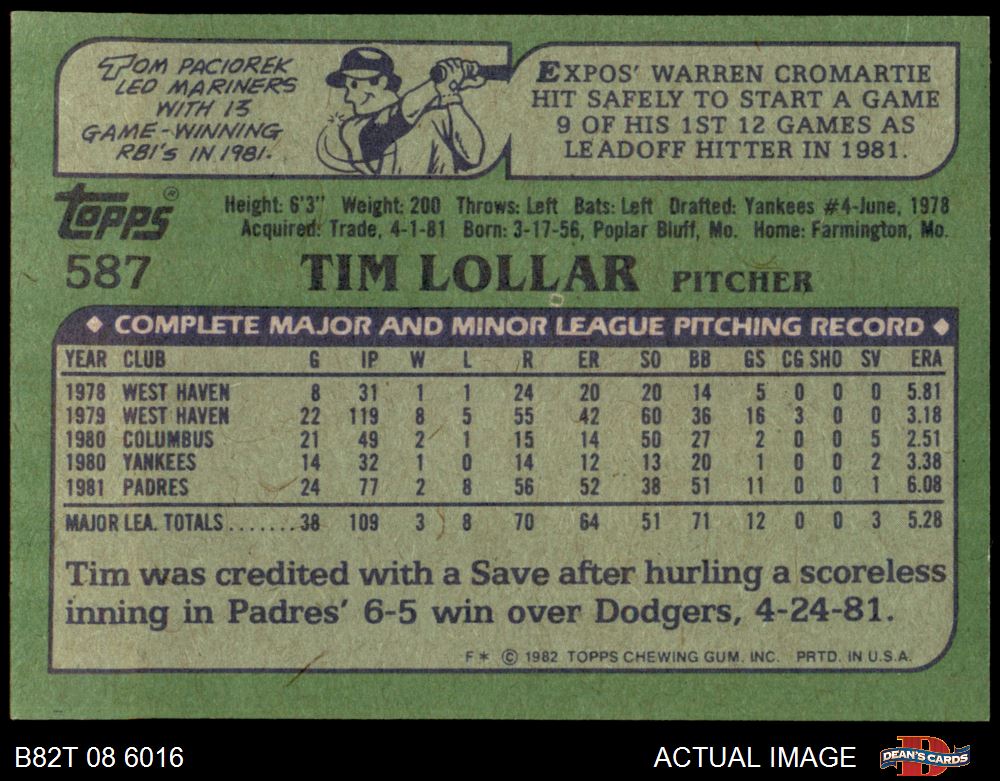 TOM PACIOREK
LED MARINERS
WITH 13
GAME-WINNING
RBI'S IN 1981.
EXPOS' WARREN CROMARTIE
HIT SAFELY TO START A GAME
9 OF HIS 1ST 12 GAMES AS
LEADOFF HITTER IN 1981.
Topps®
587
Height: 6'3" Weight: 200 Throws: Left Bats: Left Drafted: Yankees #4-June, 1978
Acquired: Trade, 4-1-81 Born: 3-17-56, Poplar Bluff, Mo. Home: Farmington, Mo.
TIM LOLLAR PITCHER
◆ COMPLETE MAJOR AND MINOR LEAGUE PITCHING RECORD ◆
YEAR CLUB G IP W L R ER SO BB GS CG SHO SV ERA
1978 WEST HAVEN 8 31 1 1 24 20 20 14 5 0 0 0 5.81
1979 WEST HAVEN 22 119 8 5 55 42 60 36 16 3 0 0 3.18
1980 COLUMBUS 21 49 2 1 15 14 50 27 2 0 0 5 2.51
1980 YANKEES 14 32 1 0 14 12 13 20 1 0 0 2 3.38
1981 PADRES 24 77 2 8 56 52 38 51 11 0 0 1 6.08
MAJOR LEA. TOTALS.......38 109 3 8 70 64 51 71 12 0 0 3 5.28
Tim was credited with a Save after hurling a scoreless
inning in Padres' 6-5 win over Dodgers, 4-24-81.
F* © 1982 TOPPS CHEWING GUM, INC. PRTD. IN U.S.A.
B82T 08 6016
ACTUAL IMAGE
D
DEAN'S CARDS